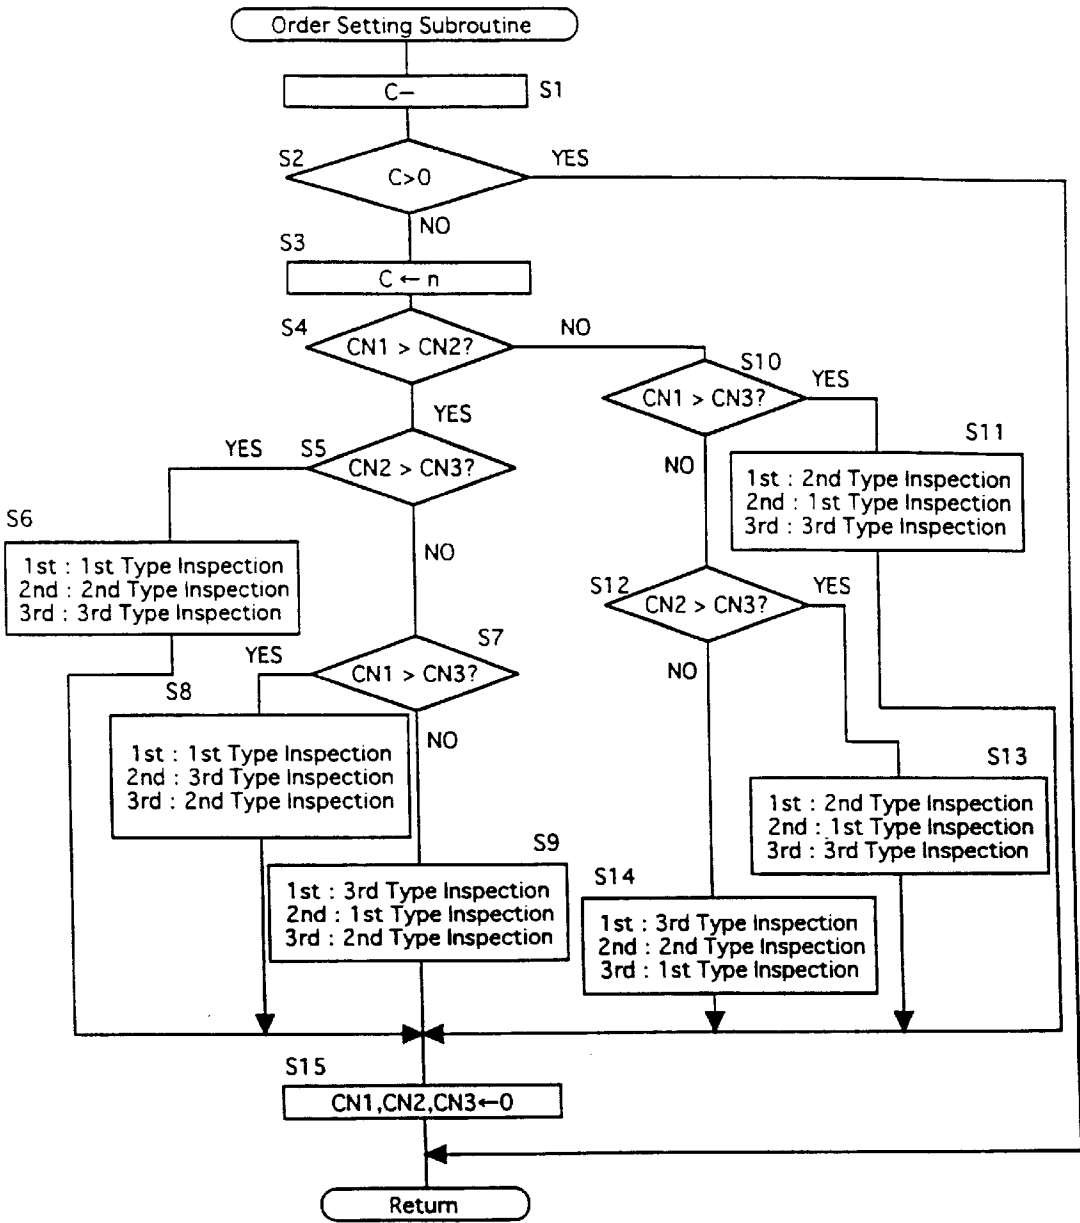 Order Setting Subroutine
C− S1
S2 YES
C>0
NO
S3
C ← n
S4 NO
CN1 > CN2?
S10
YES
CN1 > CN3?
YES
S11
YES S5
CN2 > CN3?
NO
1st : 2nd Type Inspection
2nd : 1st Type Inspection
3rd : 3rd Type Inspection
S6
NO
1st : 1st Type Inspection
2nd : 2nd Type Inspection
3rd : 3rd Type Inspection
S12 YES
CN2 > CN3?
S7
YES
CN1 > CN3?
NO
S8
NO
1st : 1st Type Inspection
2nd : 3rd Type Inspection
3rd : 2nd Type Inspection
S13
1st : 2nd Type Inspection
2nd : 1st Type Inspection
3rd : 3rd Type Inspection
S9
1st : 3rd Type Inspection
2nd : 1st Type Inspection
3rd : 2nd Type Inspection
S14
1st : 3rd Type Inspection
2nd : 2nd Type Inspection
3rd : 1st Type Inspection
S15
CN1,CN2,CN3←0
Return